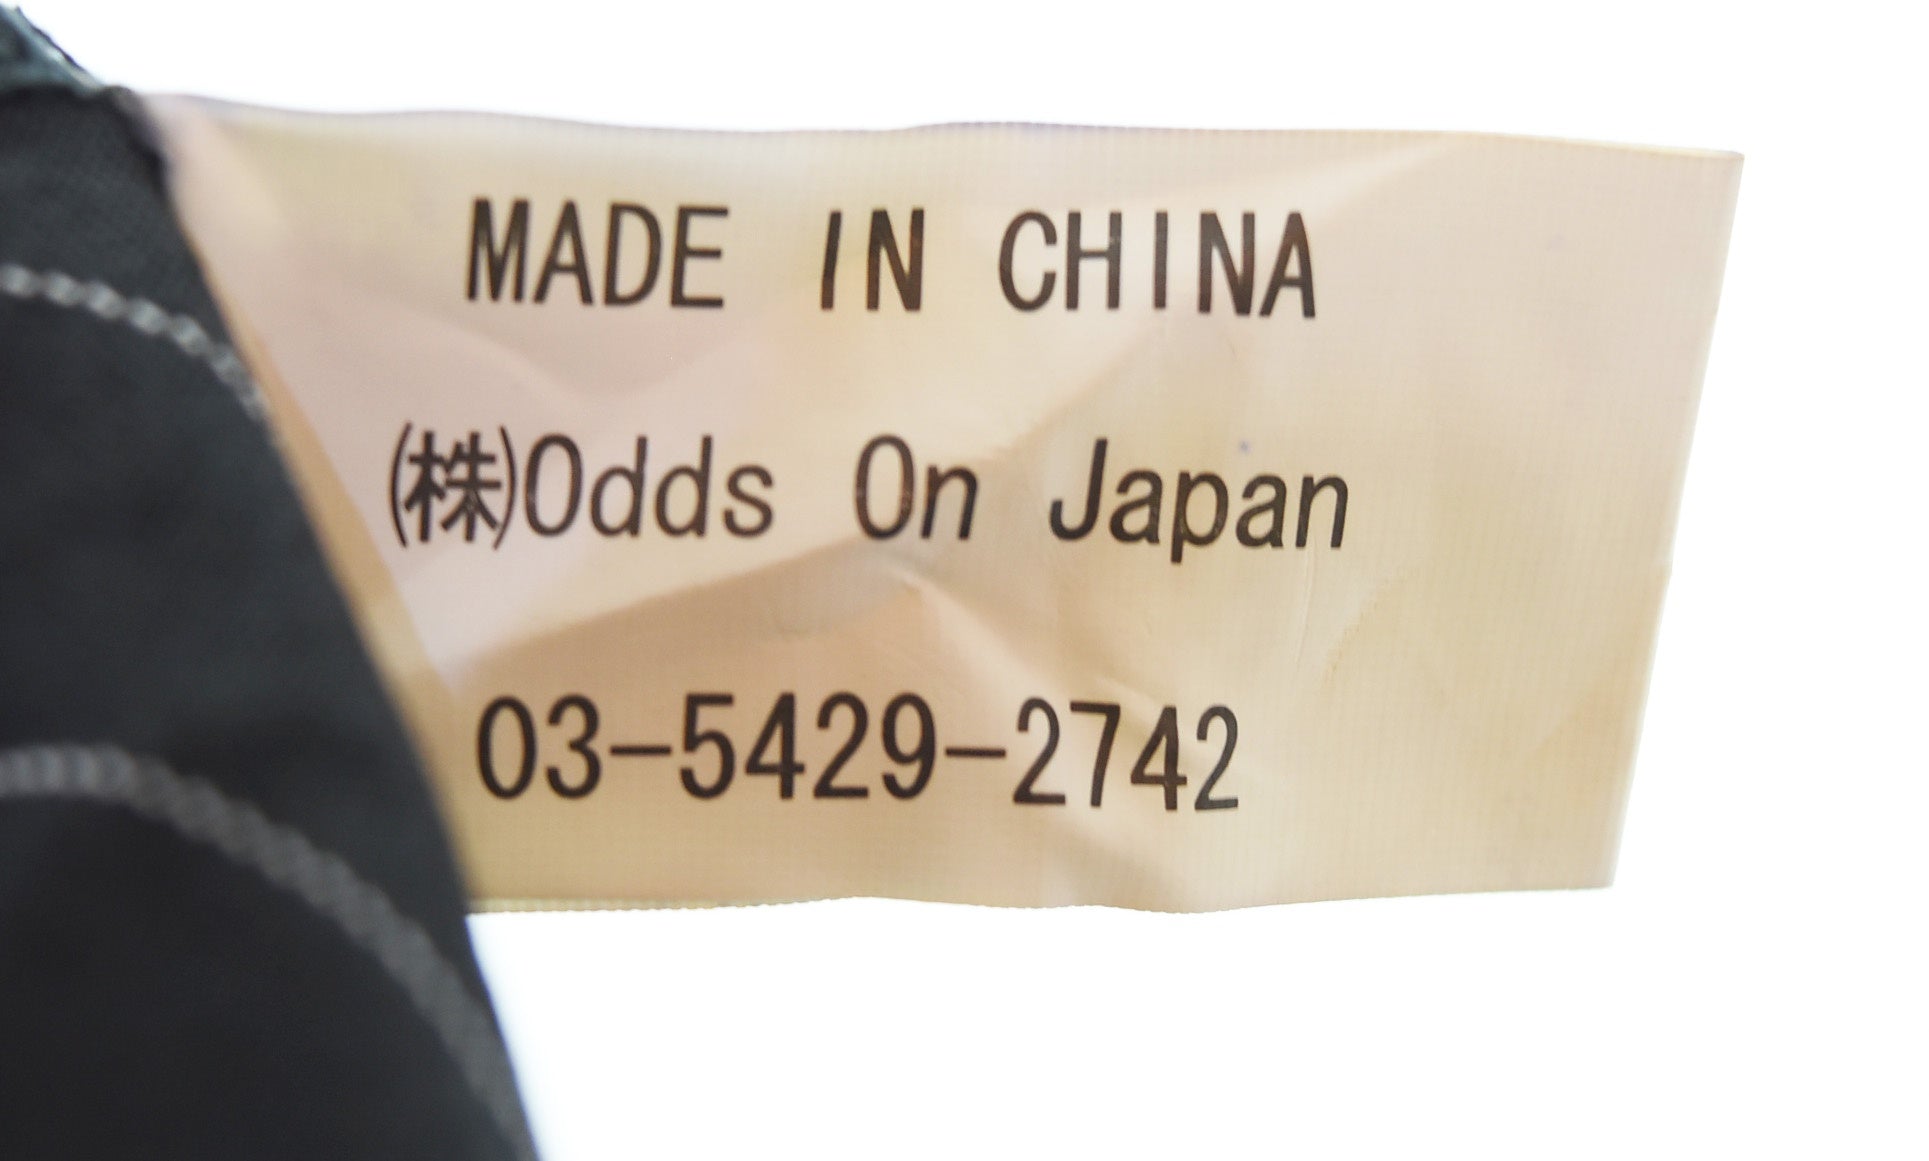 MADE IN CHINA
㈱Odds On Japan
03-5429-2742